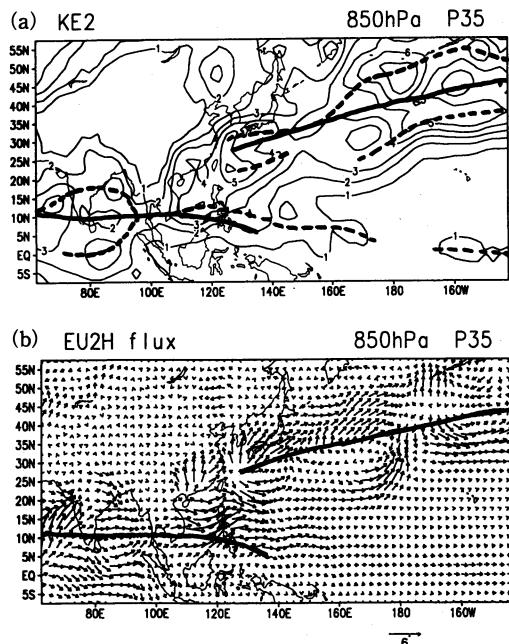 (a) KE2 850hPa P35
55N
50N
45N
40N
35N
30N
25N
20N
15N
10N
5N
EQ
5S
80E 100E 120E 140E 160E 180E 160W
(b) EU2H flux 850hPa P35
55N
50N
45N
40N
35N
30N
25N
20N
15N
10N
5N
EQ
5S
80E 100E 120E 140E 160E 180E 160W
6